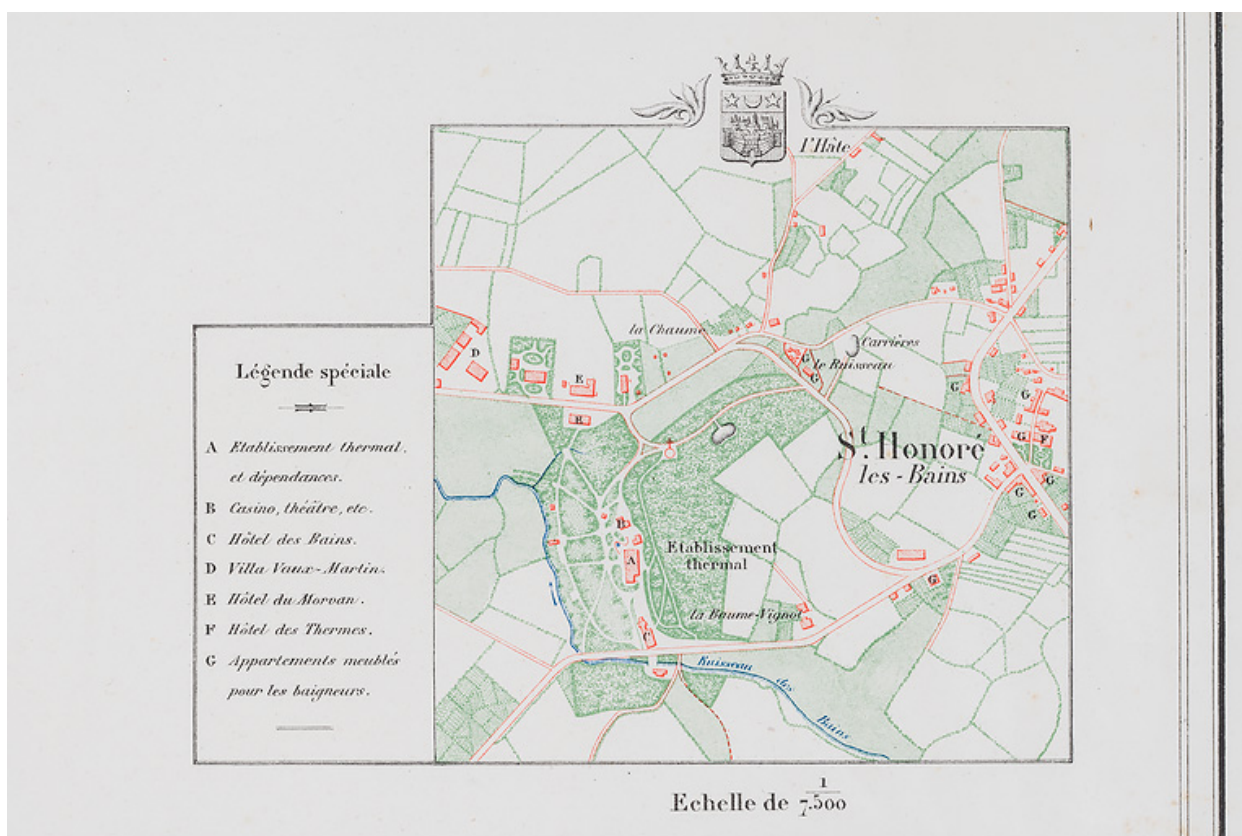 l'Hâte
la Chaume
Carrières
G
le Ruisseau
G
D
E
E
G
G
G
F
St. Honoré
les-Bains
G
G
G
B
Etablissement
thermal
A
G
la Baume-Vignot
C
Ruisseau
des
Bains
Légende spéciale
A Etablissement thermal.
et dépendances.
B Casino, théâtre, etc.
C Hôtel des Bains.
D Villa Vaux-Martin.
E Hôtel du Morvan.
F Hôtel des Thermes.
G Appartements meublés
pour les baigneurs.
Echelle de 1
7.500